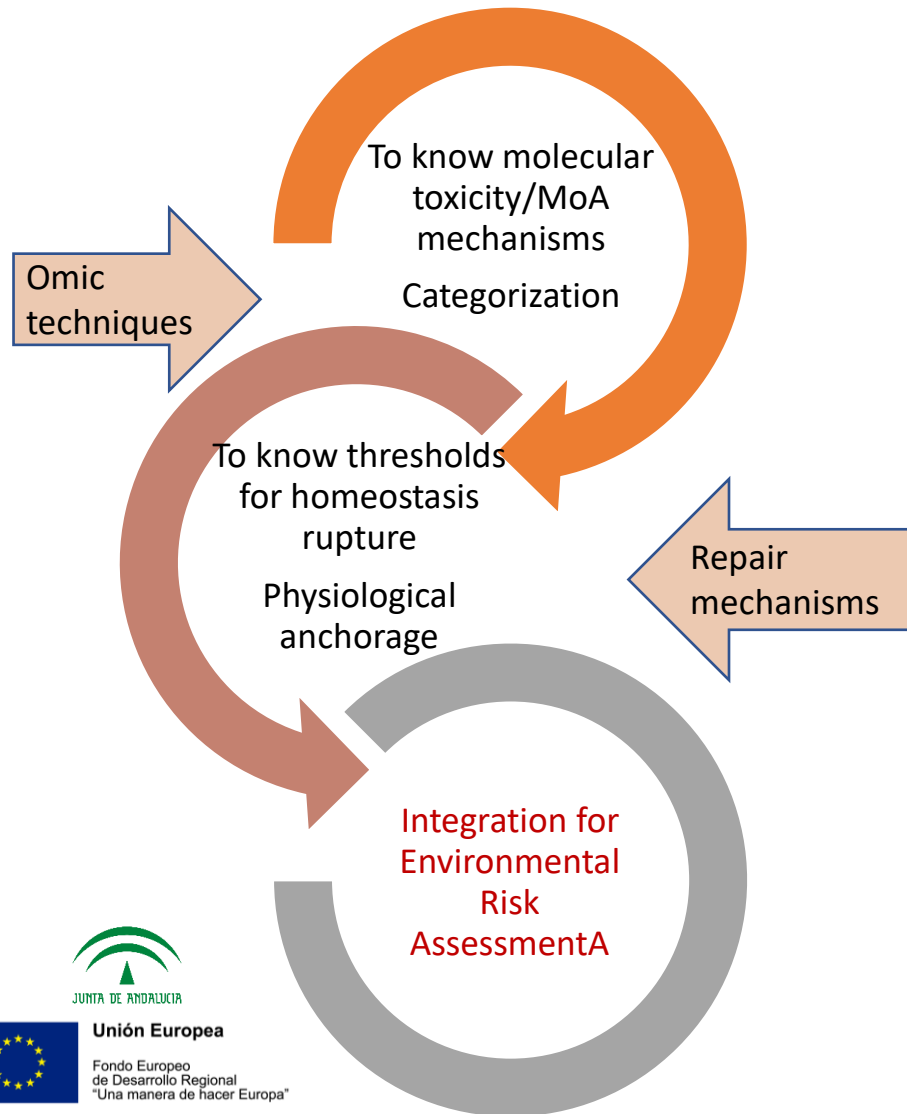 To know molecular
toxicity/MoA
mechanisms
Categorization
Omic
techniques
To know thresholds
for homeostasis
rupture
Physiological
anchorage
Repair
mechanisms
Integration for
Environmental
Risk
AssessmentA
JUNTA DE ANDALUCIA
Unión Europea
Fondo Europeo
de Desarrollo Regional
"Una manera de hacer Europa"